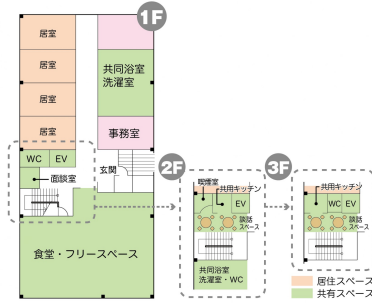 1F
居室
居室
居室
居室
共同浴室
洗濯室
事務室
WC
EV
面談室
玄関
食堂・フリースペース
2F
喫煙室
共用キッチン
EV
談話
スペース
共同浴室
洗濯室・WC
3F
共用キッチン
WC
EV
談話
スペース
居住スペース
共有スペース